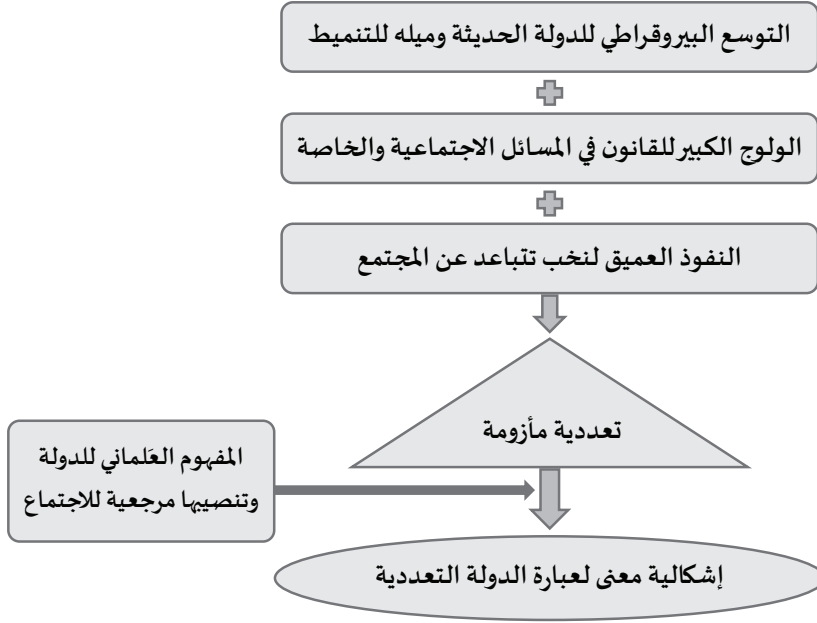 التوسع البيروقراطي للدولة الحديثة وميله للتنميط
الولوج الكبير للقانون في المسائل الاجتماعية والخاصة
النفوذ العميق لنخب تتباعد عن المجتمع
تعددية مأزومة
المفهوم العَلماني للدولة
وتنصيبها مرجعية للاجتماع
إشكالية معنى لعبارة الدولة التعددية